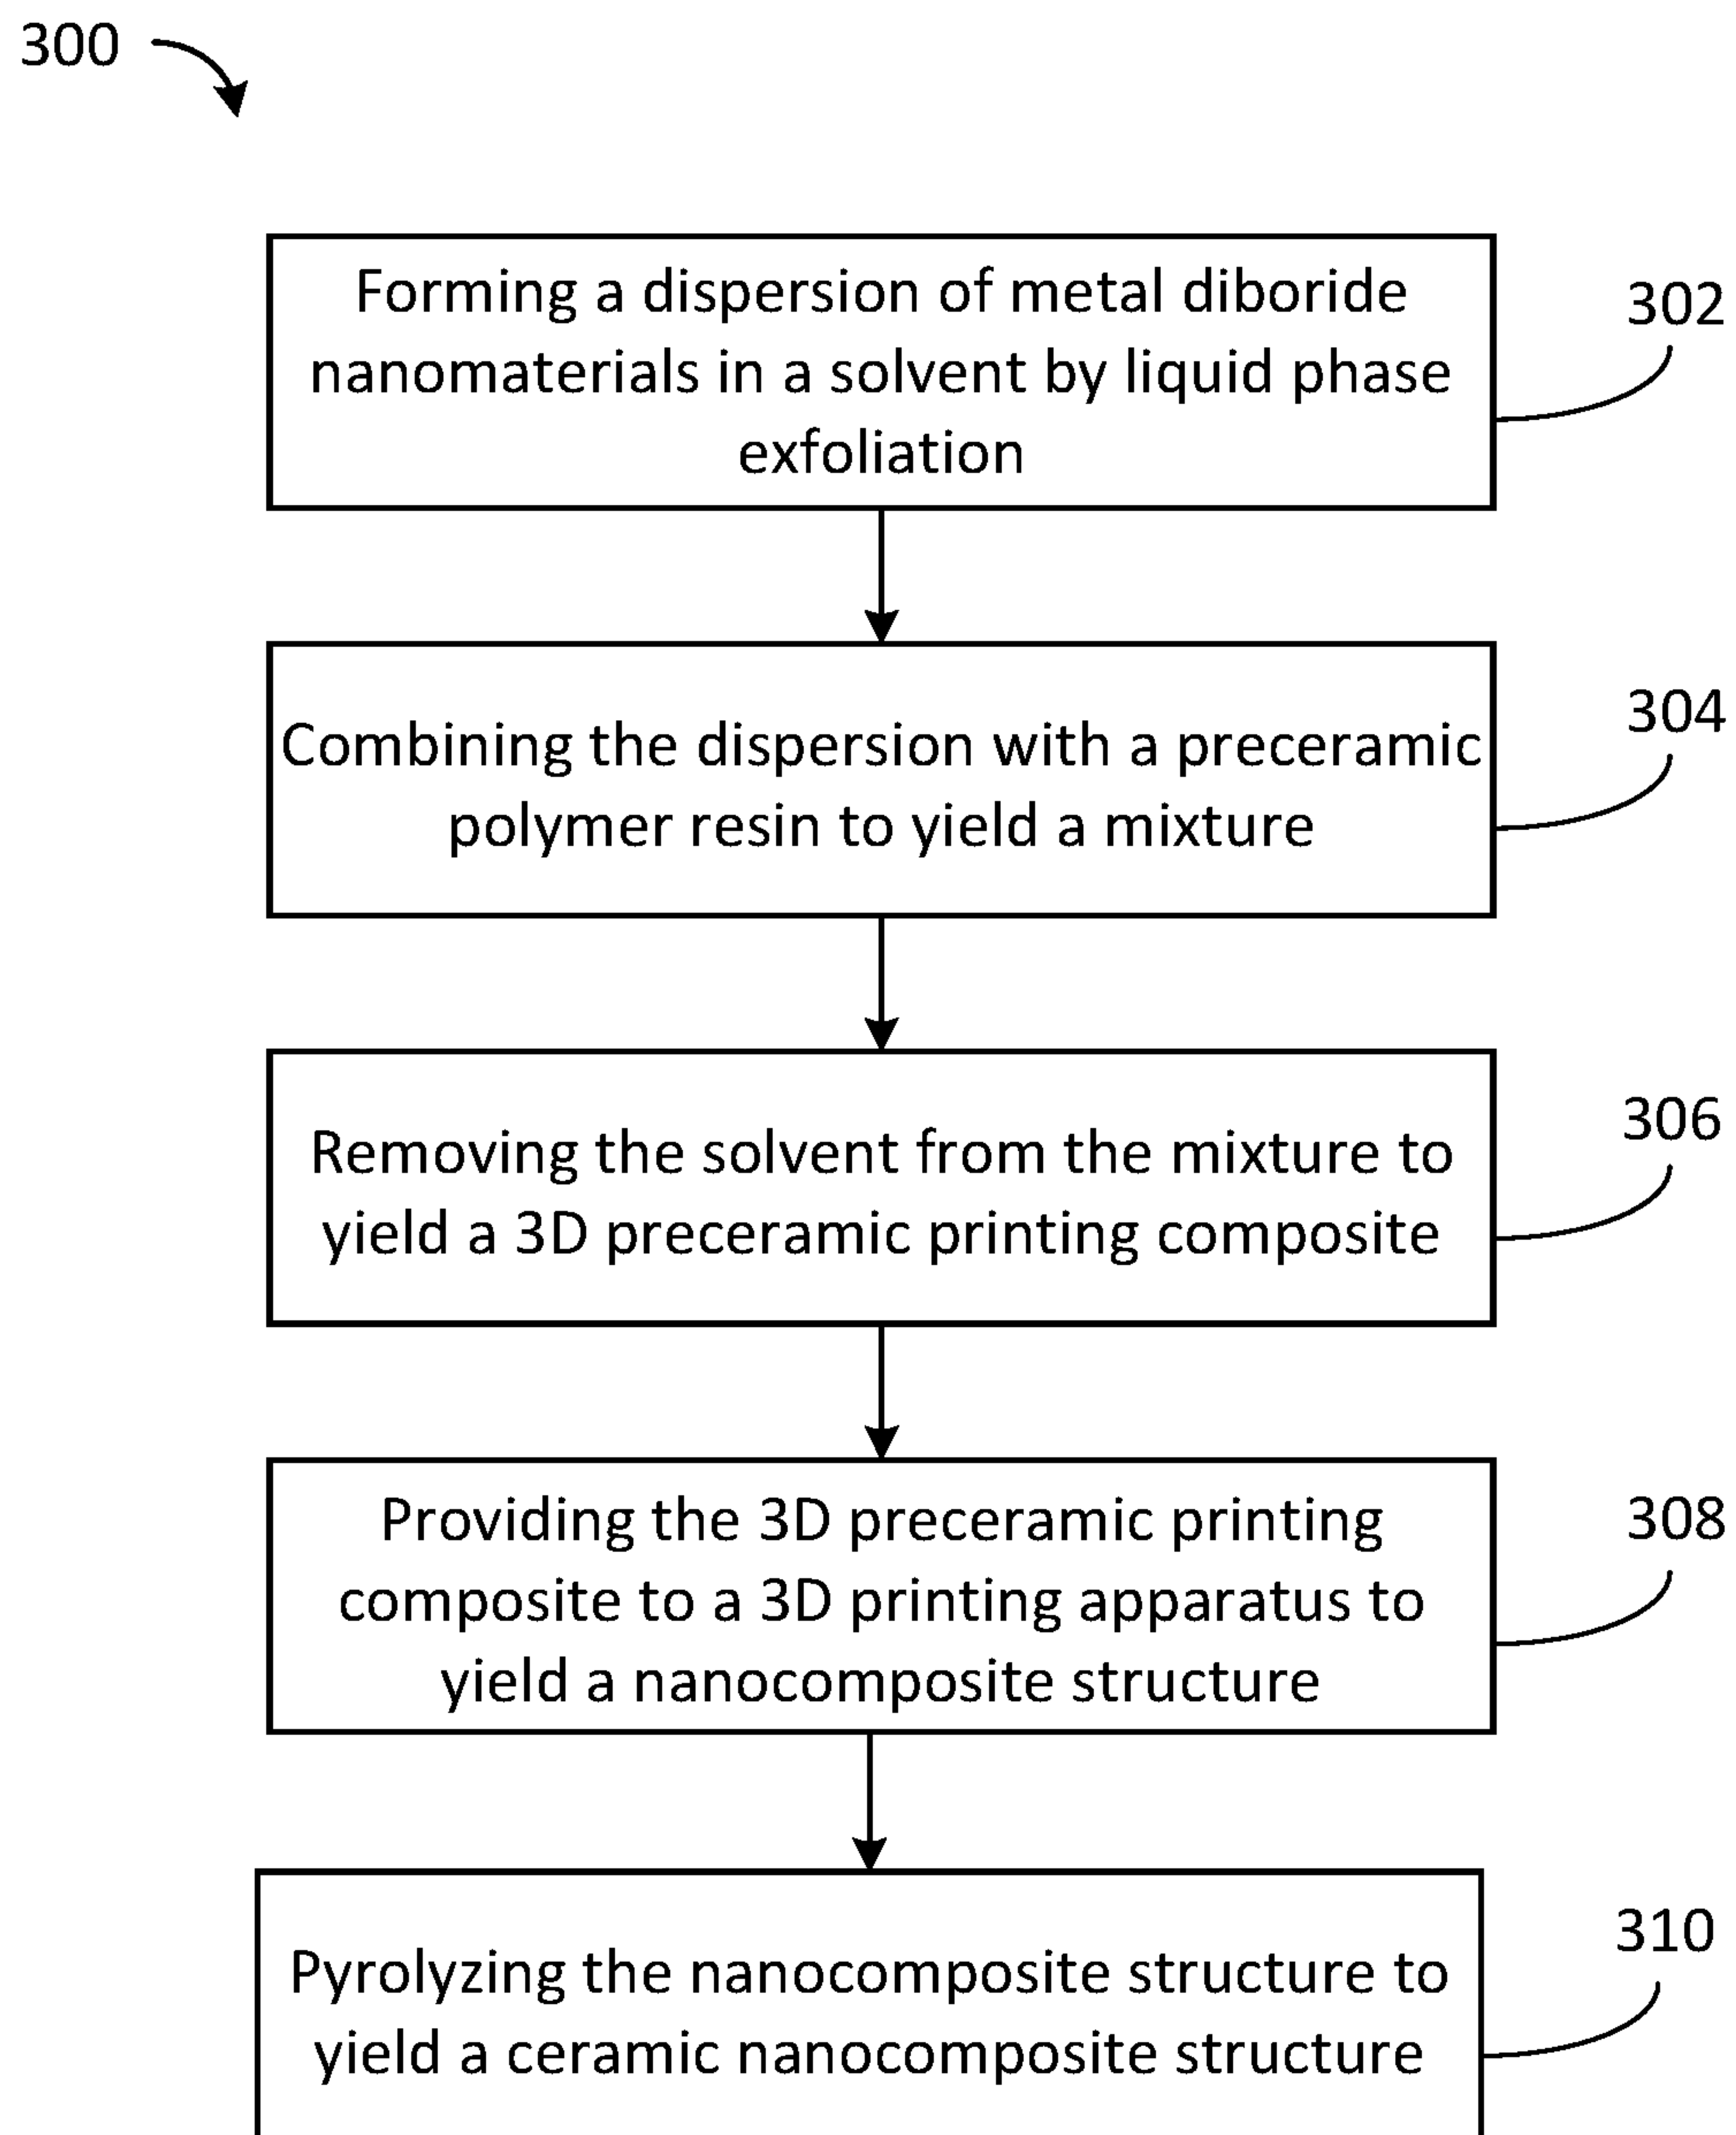 300
Forming a dispersion of metal diboride
nanomaterials in a solvent by liquid phase
exfoliation
302
Combining the dispersion with a preceramic
polymer resin to yield a mixture
304
Removing the solvent from the mixture to
yield a 3D preceramic printing composite
306
Providing the 3D preceramic printing
composite to a 3D printing apparatus to
yield a nanocomposite structure
308
Pyrolyzing the nanocomposite structure to
yield a ceramic nanocomposite structure
310